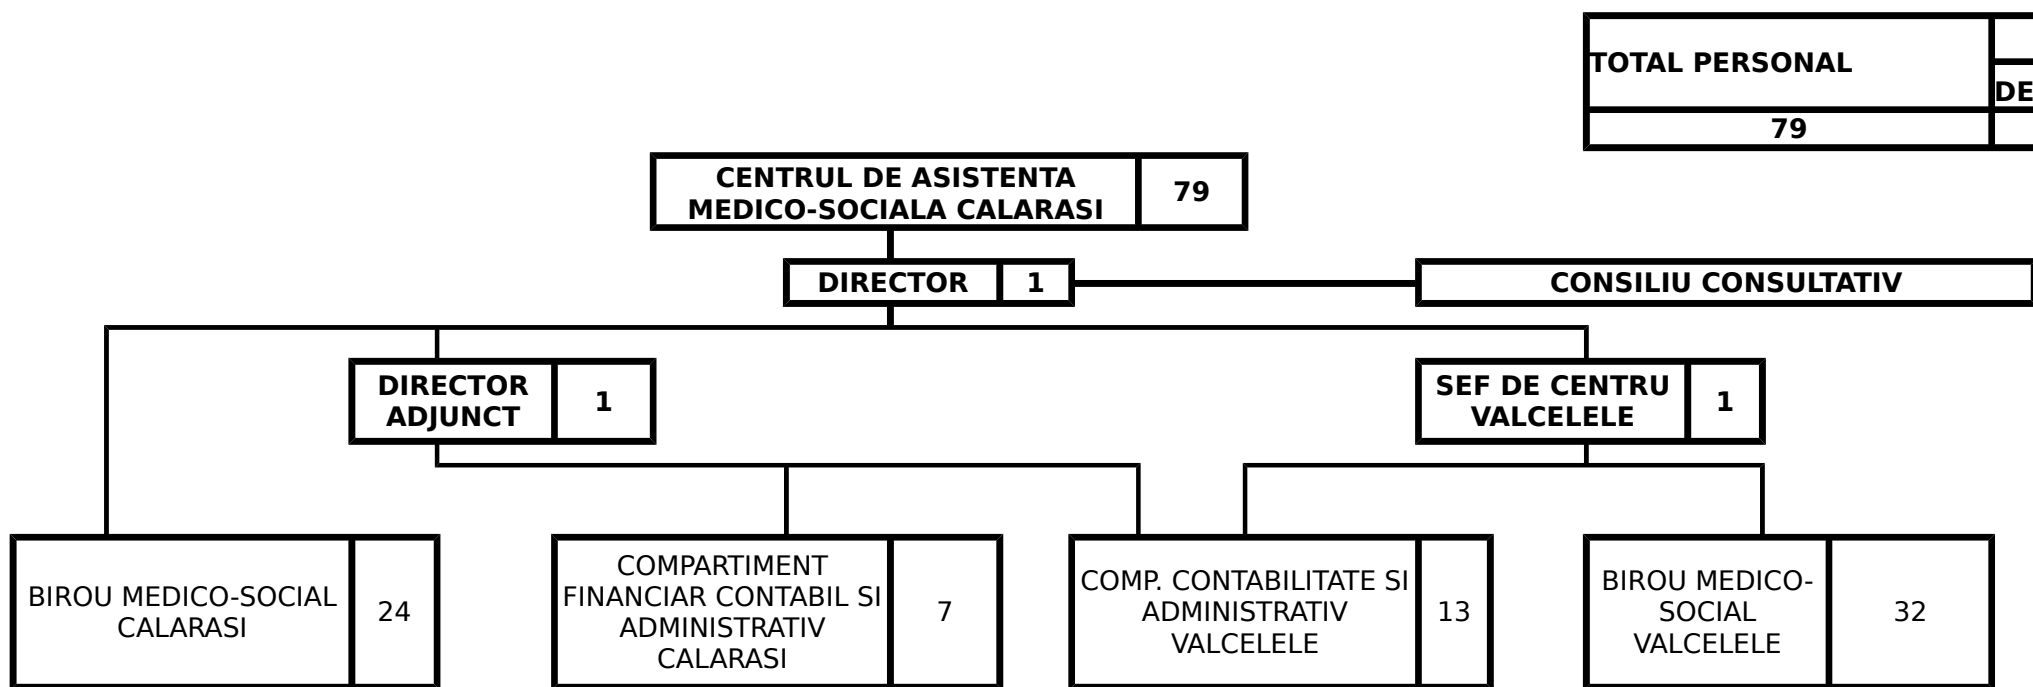 TOTAL PERSONAL
DE
79
CENTRUL DE ASISTENTA
MEDICO-SOCIALA CALARASI
79
DIRECTOR
1
CONSILIU CONSULTATIV
DIRECTOR
ADJUNCT
1
SEF DE CENTRU
VALCELELE
1
BIROU MEDICO-SOCIAL
CALARASI
24
COMPARTIMENT
FINANCIAR CONTABIL SI
ADMINISTRATIV
CALARASI
7
COMP. CONTABILITATE SI
ADMINISTRATIV
VALCELELE
13
BIROU MEDICO-
SOCIAL
VALCELELE
32